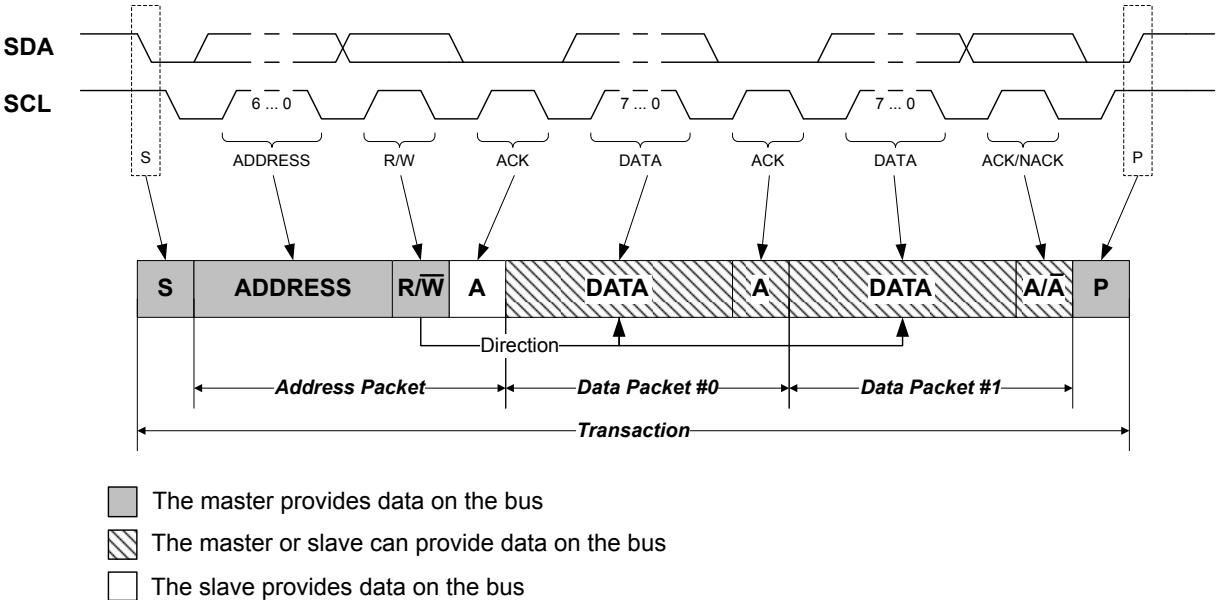 SDA
SCL
6 ... 0 7 ... 0 7 ... 0
S ADDRESS R/W ACK DATA ACK DATA ACK/NACK P
S ADDRESS R/W̅ A DATA A DATA A/A̅ P
Direction
Address Packet Data Packet #0 Data Packet #1
Transaction
The master provides data on the bus
The master or slave can provide data on the bus
The slave provides data on the bus